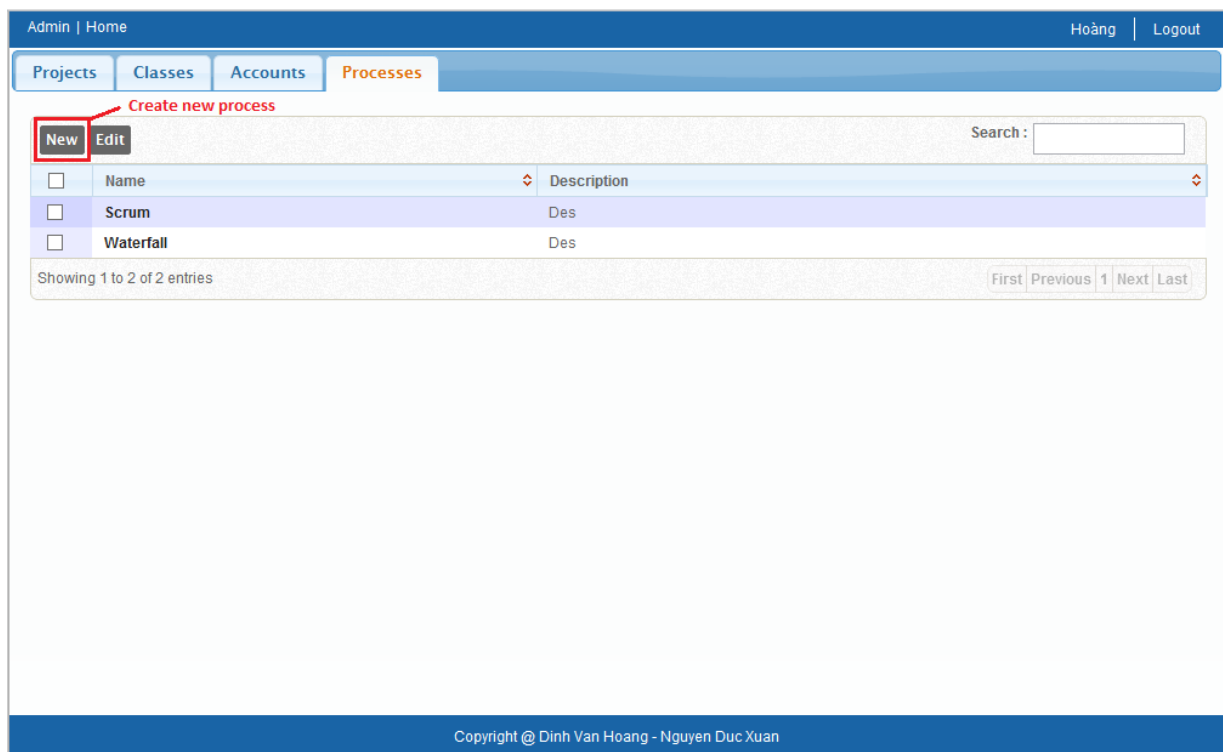 Admin | Home Hoàng | Logout
Projects Classes Accounts Processes
Create new process
New Edit Search :
Name Description
Scrum Des
Waterfall Des
Showing 1 to 2 of 2 entries First Previous 1 Next Last
Copyright @ Dinh Van Hoang - Nguyen Duc Xuan